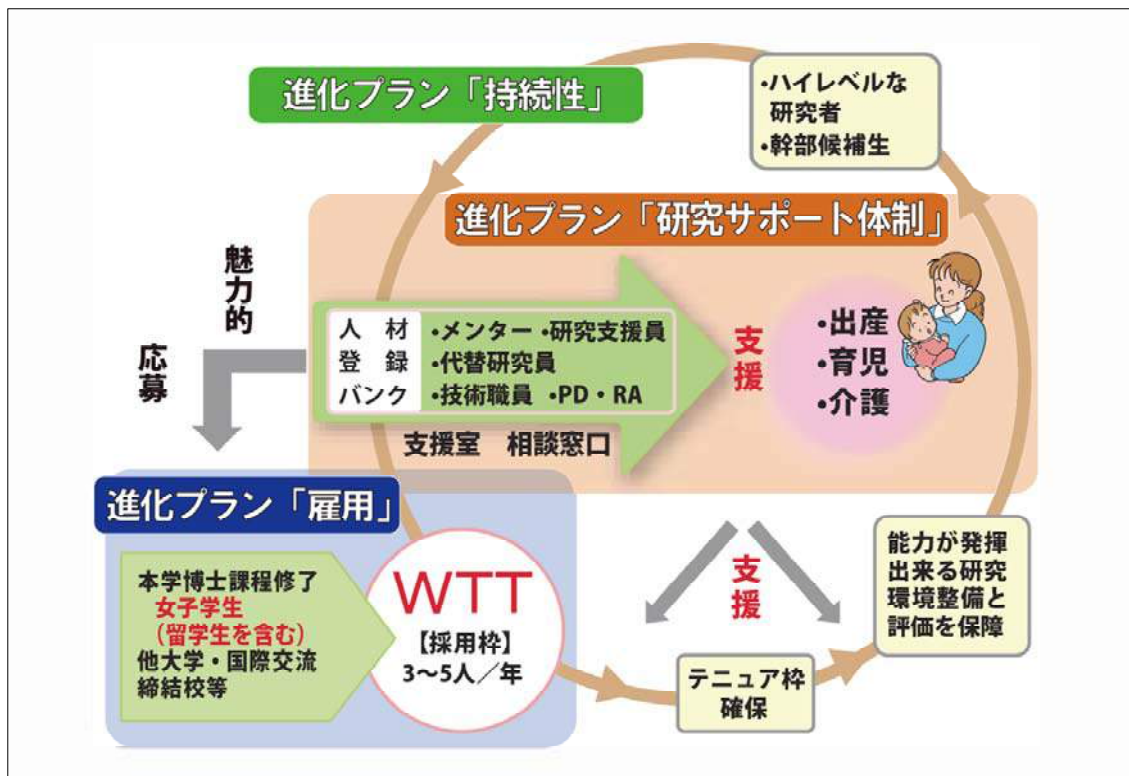 進化プラン「持続性」
・ハイレベルな
研究者
・幹部候補生
進化プラン「研究サポート体制」
魅力的
応募
人材
登録
バンク
・メンター ・研究支援員
・代替研究員
・技術職員 ・PD・RA
支援室 相談窓口
支援
・出産
・育児
・介護
進化プラン「雇用」
本学博士課程修了
女子学生
（留学生を含む）
他大学・国際交流
締結校等
WTT
【採用枠】
3〜5人／年
支援
テニュア枠
確保
能力が発揮
出来る研究
環境整備と
評価を保障